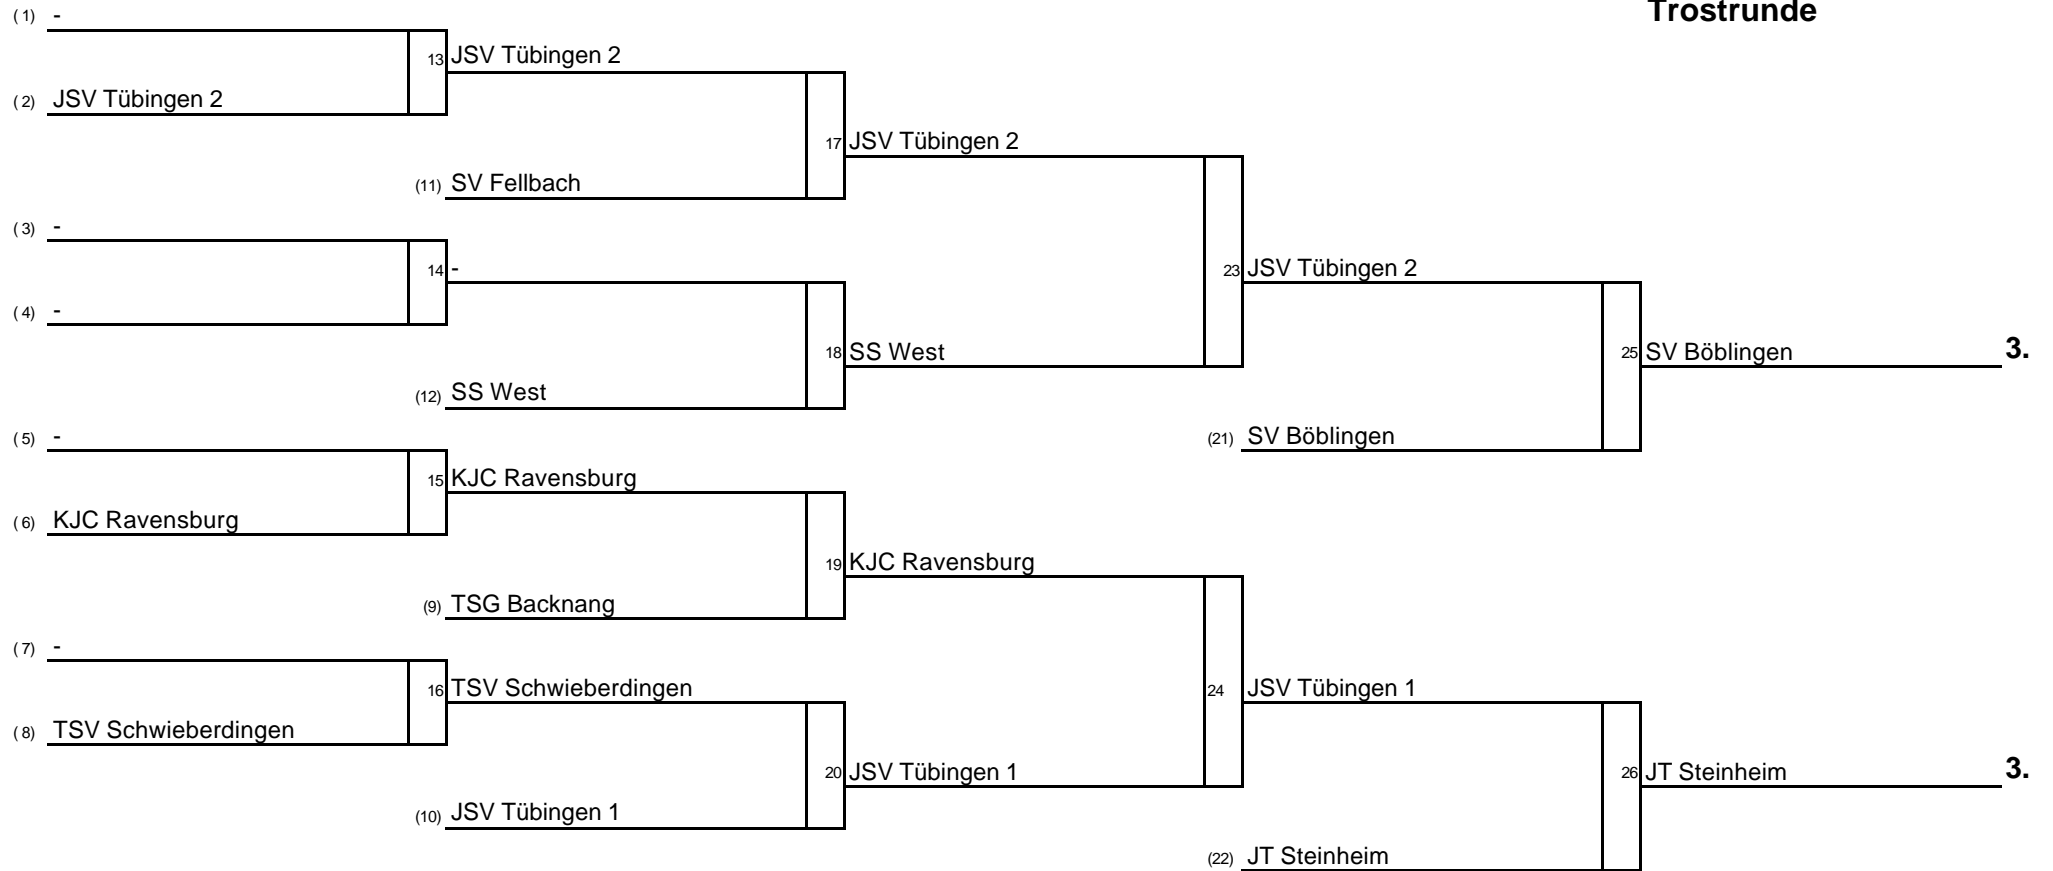 Trostrunde
( 1) -
13 JSV Tübingen 2
( 2) JSV Tübingen 2
17 JSV Tübingen 2
(11) SV Fellbach
( 3) -
14 -
23 JSV Tübingen 2
( 4) -
18 SS West
25 SV Böblingen 3.
(12) SS West
( 5) -
(21) SV Böblingen
15 KJC Ravensburg
( 6) KJC Ravensburg
19 KJC Ravensburg
(9) TSG Backnang
( 7) -
16 TSV Schwieberdingen
24 JSV Tübingen 1
( 8) TSV Schwieberdingen
20 JSV Tübingen 1
26 JT Steinheim 3.
(10) JSV Tübingen 1
(22) JT Steinheim